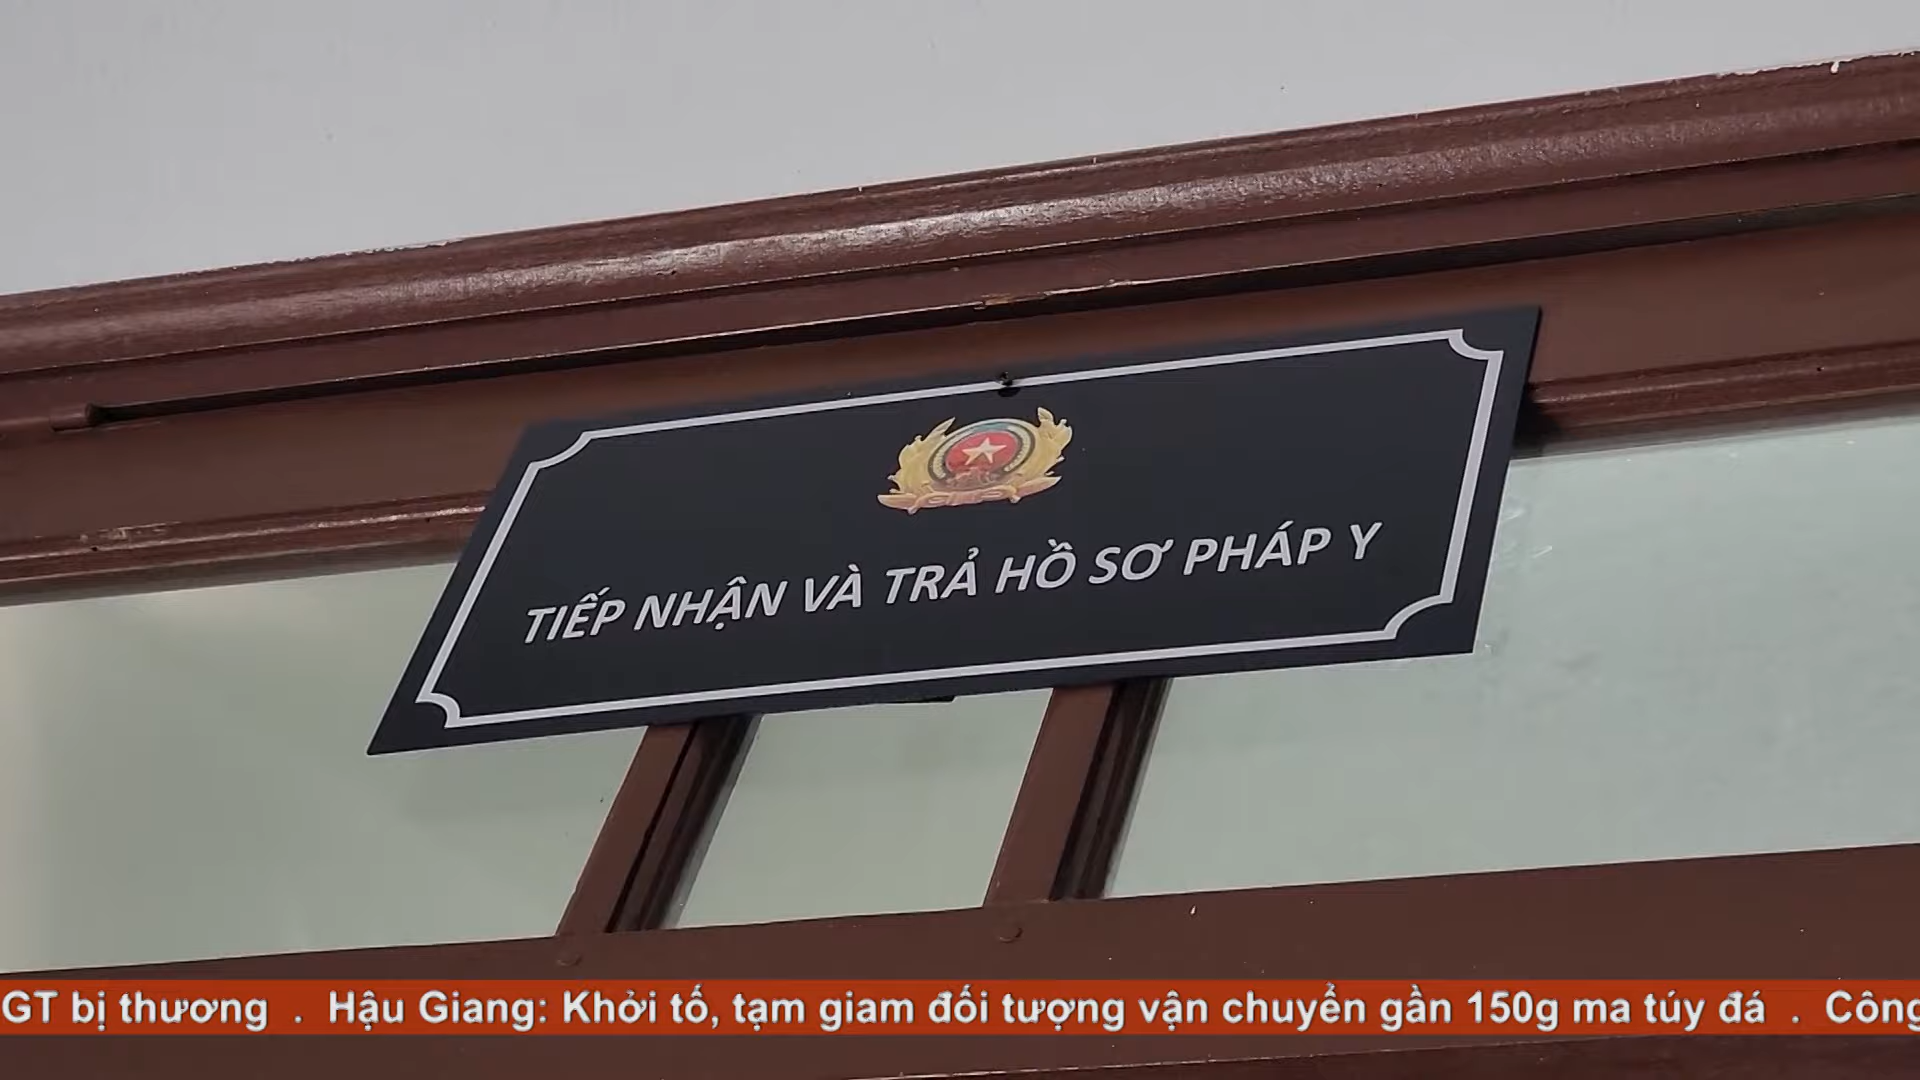 TIẾP NHẬN VÀ TRẢ HỒ SƠ PHÁP Y
GT bị thương . Hậu Giang: Khởi tố, tạm giam đối tượng vận chuyển gần 150g ma túy đá . Công